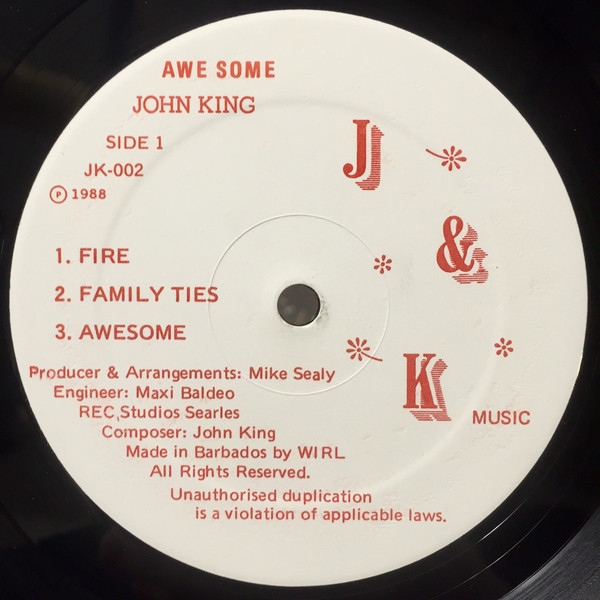 AWE SOME
JOHN KING
SIDE 1
JK-002
℗ 1988
J
&
K
MUSIC
1. FIRE
2. FAMILY TIES
3. AWESOME
Producer & Arrangements: Mike Sealy
Engineer: Maxi Baldeo
REC, Studios Searles
Composer: John King
Made in Barbados by WIRL
All Rights Reserved.
Unauthorised duplication
is a violation of applicable laws.